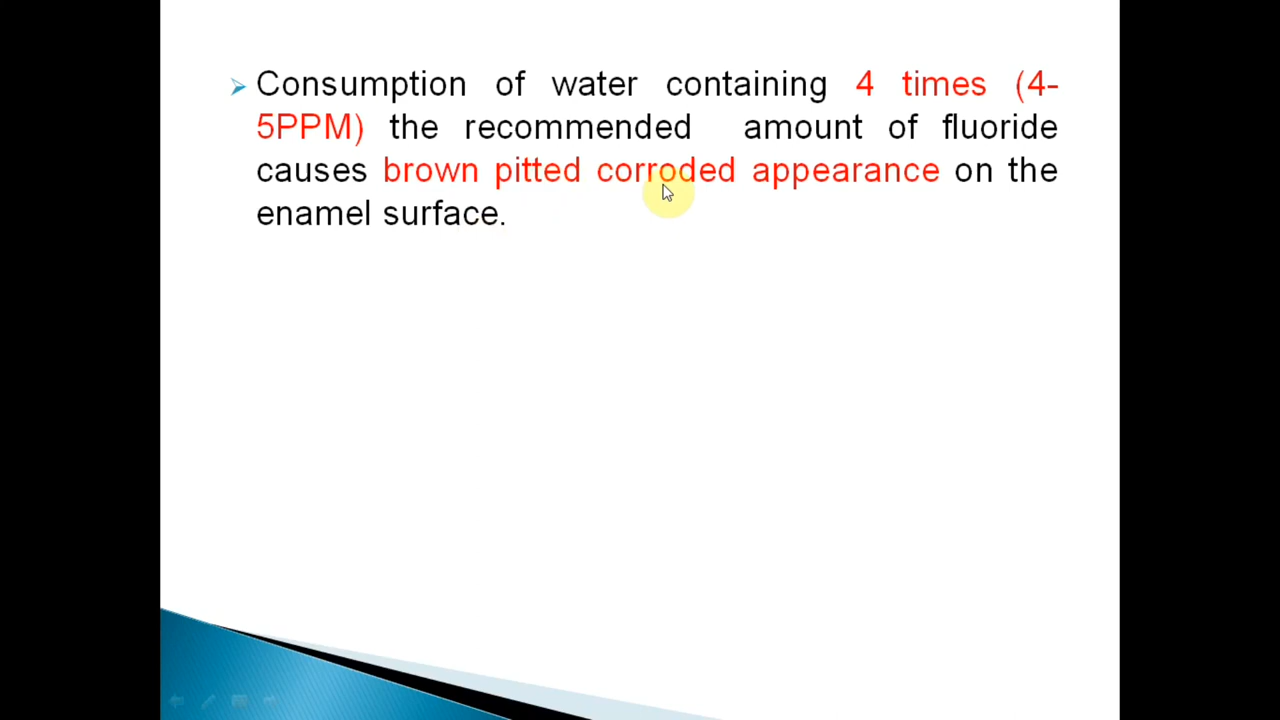 Consumption of water containing 4 times (4-
5PPM) the recommended amount of fluoride
causes brown pitted corroded appearance on the
enamel surface.